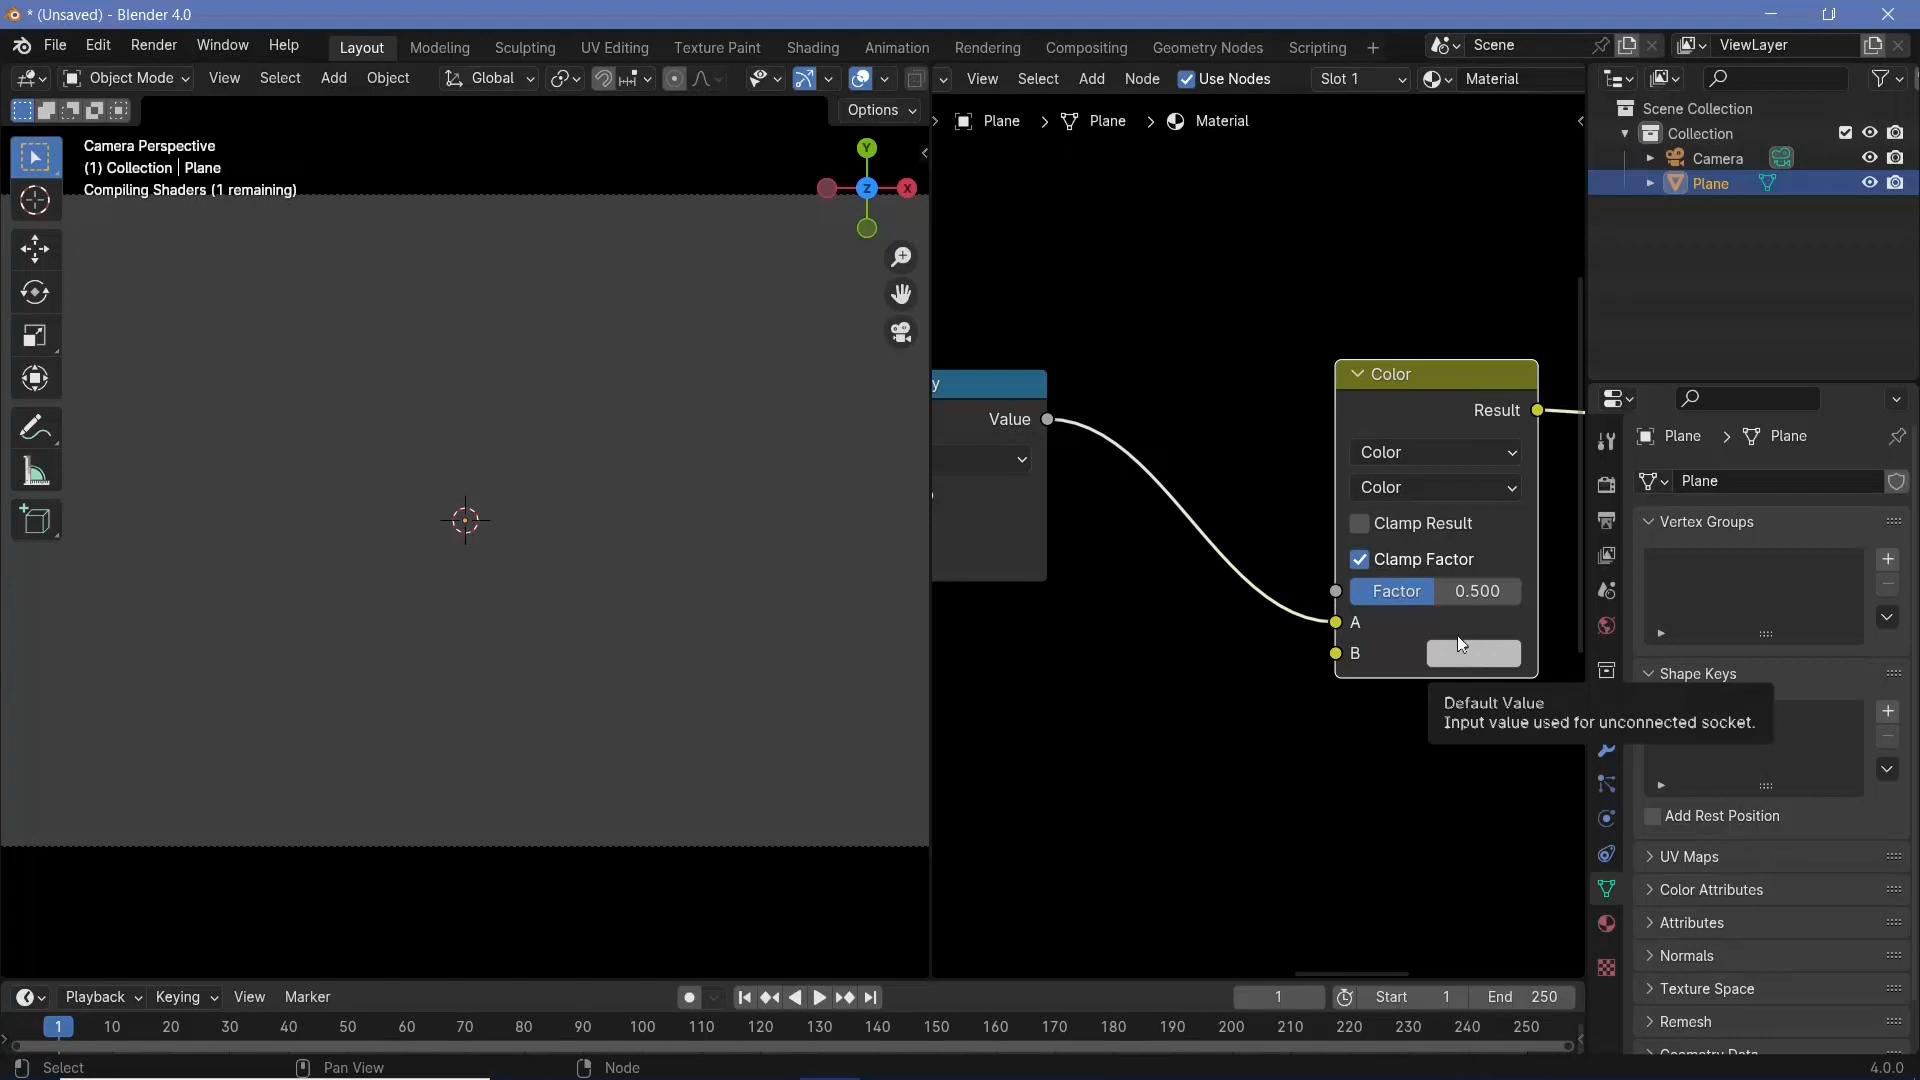 * (Unsaved) - Blender 4.0
File Edit Render Window Help Layout Modeling Sculpting UV Editing Texture Paint Shading Animation Rendering Compositing Geometry Nodes Scripting + Scene ViewLayer
Object Mode View Select Add Object Global View Select Add Node Use Nodes Slot 1 Material
Options
Plane > Plane > Material
Scene Collection
Collection
Camera
Plane
Camera Perspective
(1) Collection | Plane
Compiling Shaders (1 remaining)
Y
Z
X
y
Value
Color
Result
Color
Color
Clamp Result
Clamp Factor
Factor 0.500
A
B
Default Value
Input value used for unconnected socket.
Plane > Plane
Plane
Vertex Groups
Shape Keys
Add Rest Position
UV Maps
Color Attributes
Attributes
Normals
Texture Space
Remesh
Geometry Data
Playback Keying View Marker 1 Start 1 End 250
1 10 20 30 40 50 60 70 80 90 100 110 120 130 140 150 160 170 180 190 200 210 220 230 240 250
Select Pan View Node 4.0.0